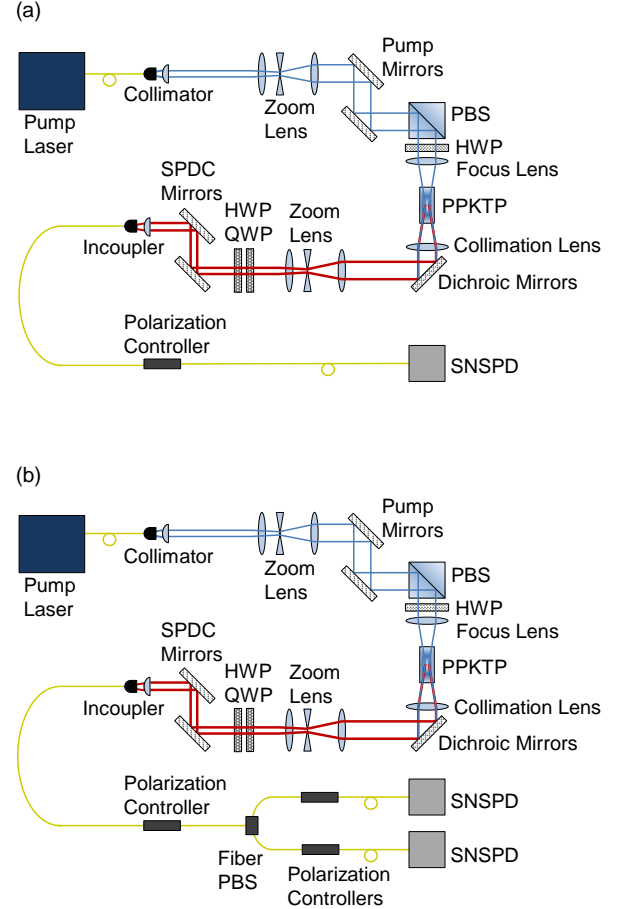 (a)
Pump
Mirrors
Collimator
Zoom
Lens
PBS
Pump
Laser
HWP
Focus Lens
SPDC
Mirrors
HWP
QWP
Zoom
Lens
PPKTP
Incoupler
Collimation Lens
Dichroic Mirrors
Polarization
Controller
SNSPD
(b)
Pump
Mirrors
Collimator
Zoom
Lens
PBS
Pump
Laser
HWP
Focus Lens
SPDC
Mirrors
HWP
QWP
Zoom
Lens
PPKTP
Incoupler
Collimation Lens
Dichroic Mirrors
Polarization
Controller
SNSPD
Fiber
PBS
Polarization
Controllers
SNSPD